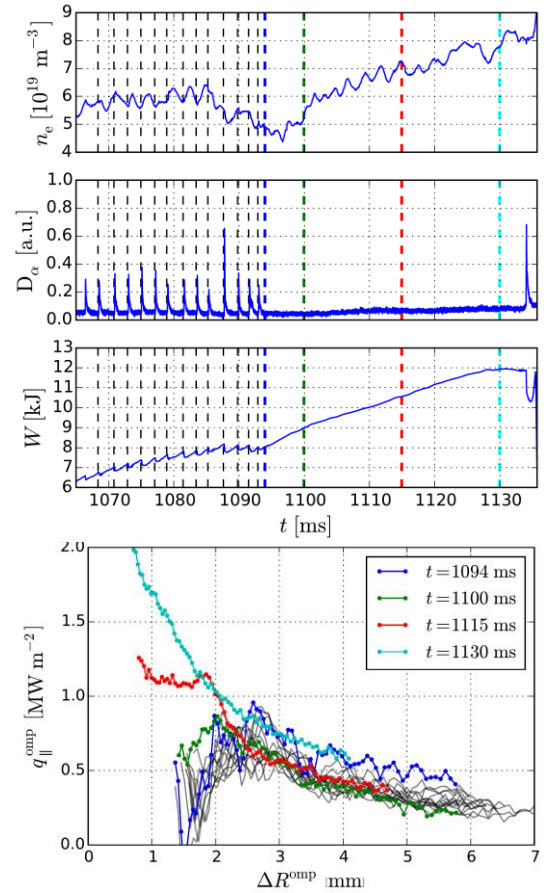 9
8
7
6
5
4
n_e [10^19 m^-3]
1.0
0.8
0.6
0.4
0.2
0.0
D_α [a.u.]
13
12
11
10
9
8
7
6
W [kJ]
1070 1080 1090 1100 1110 1120 1130
t [ms]
2.0
1.5
1.0
0.5
0.0
q_∥^omp [MW m^-2]
t=1094 ms
t=1100 ms
t=1115 ms
t=1130 ms
0 1 2 3 4 5 6 7
ΔR^omp [mm]